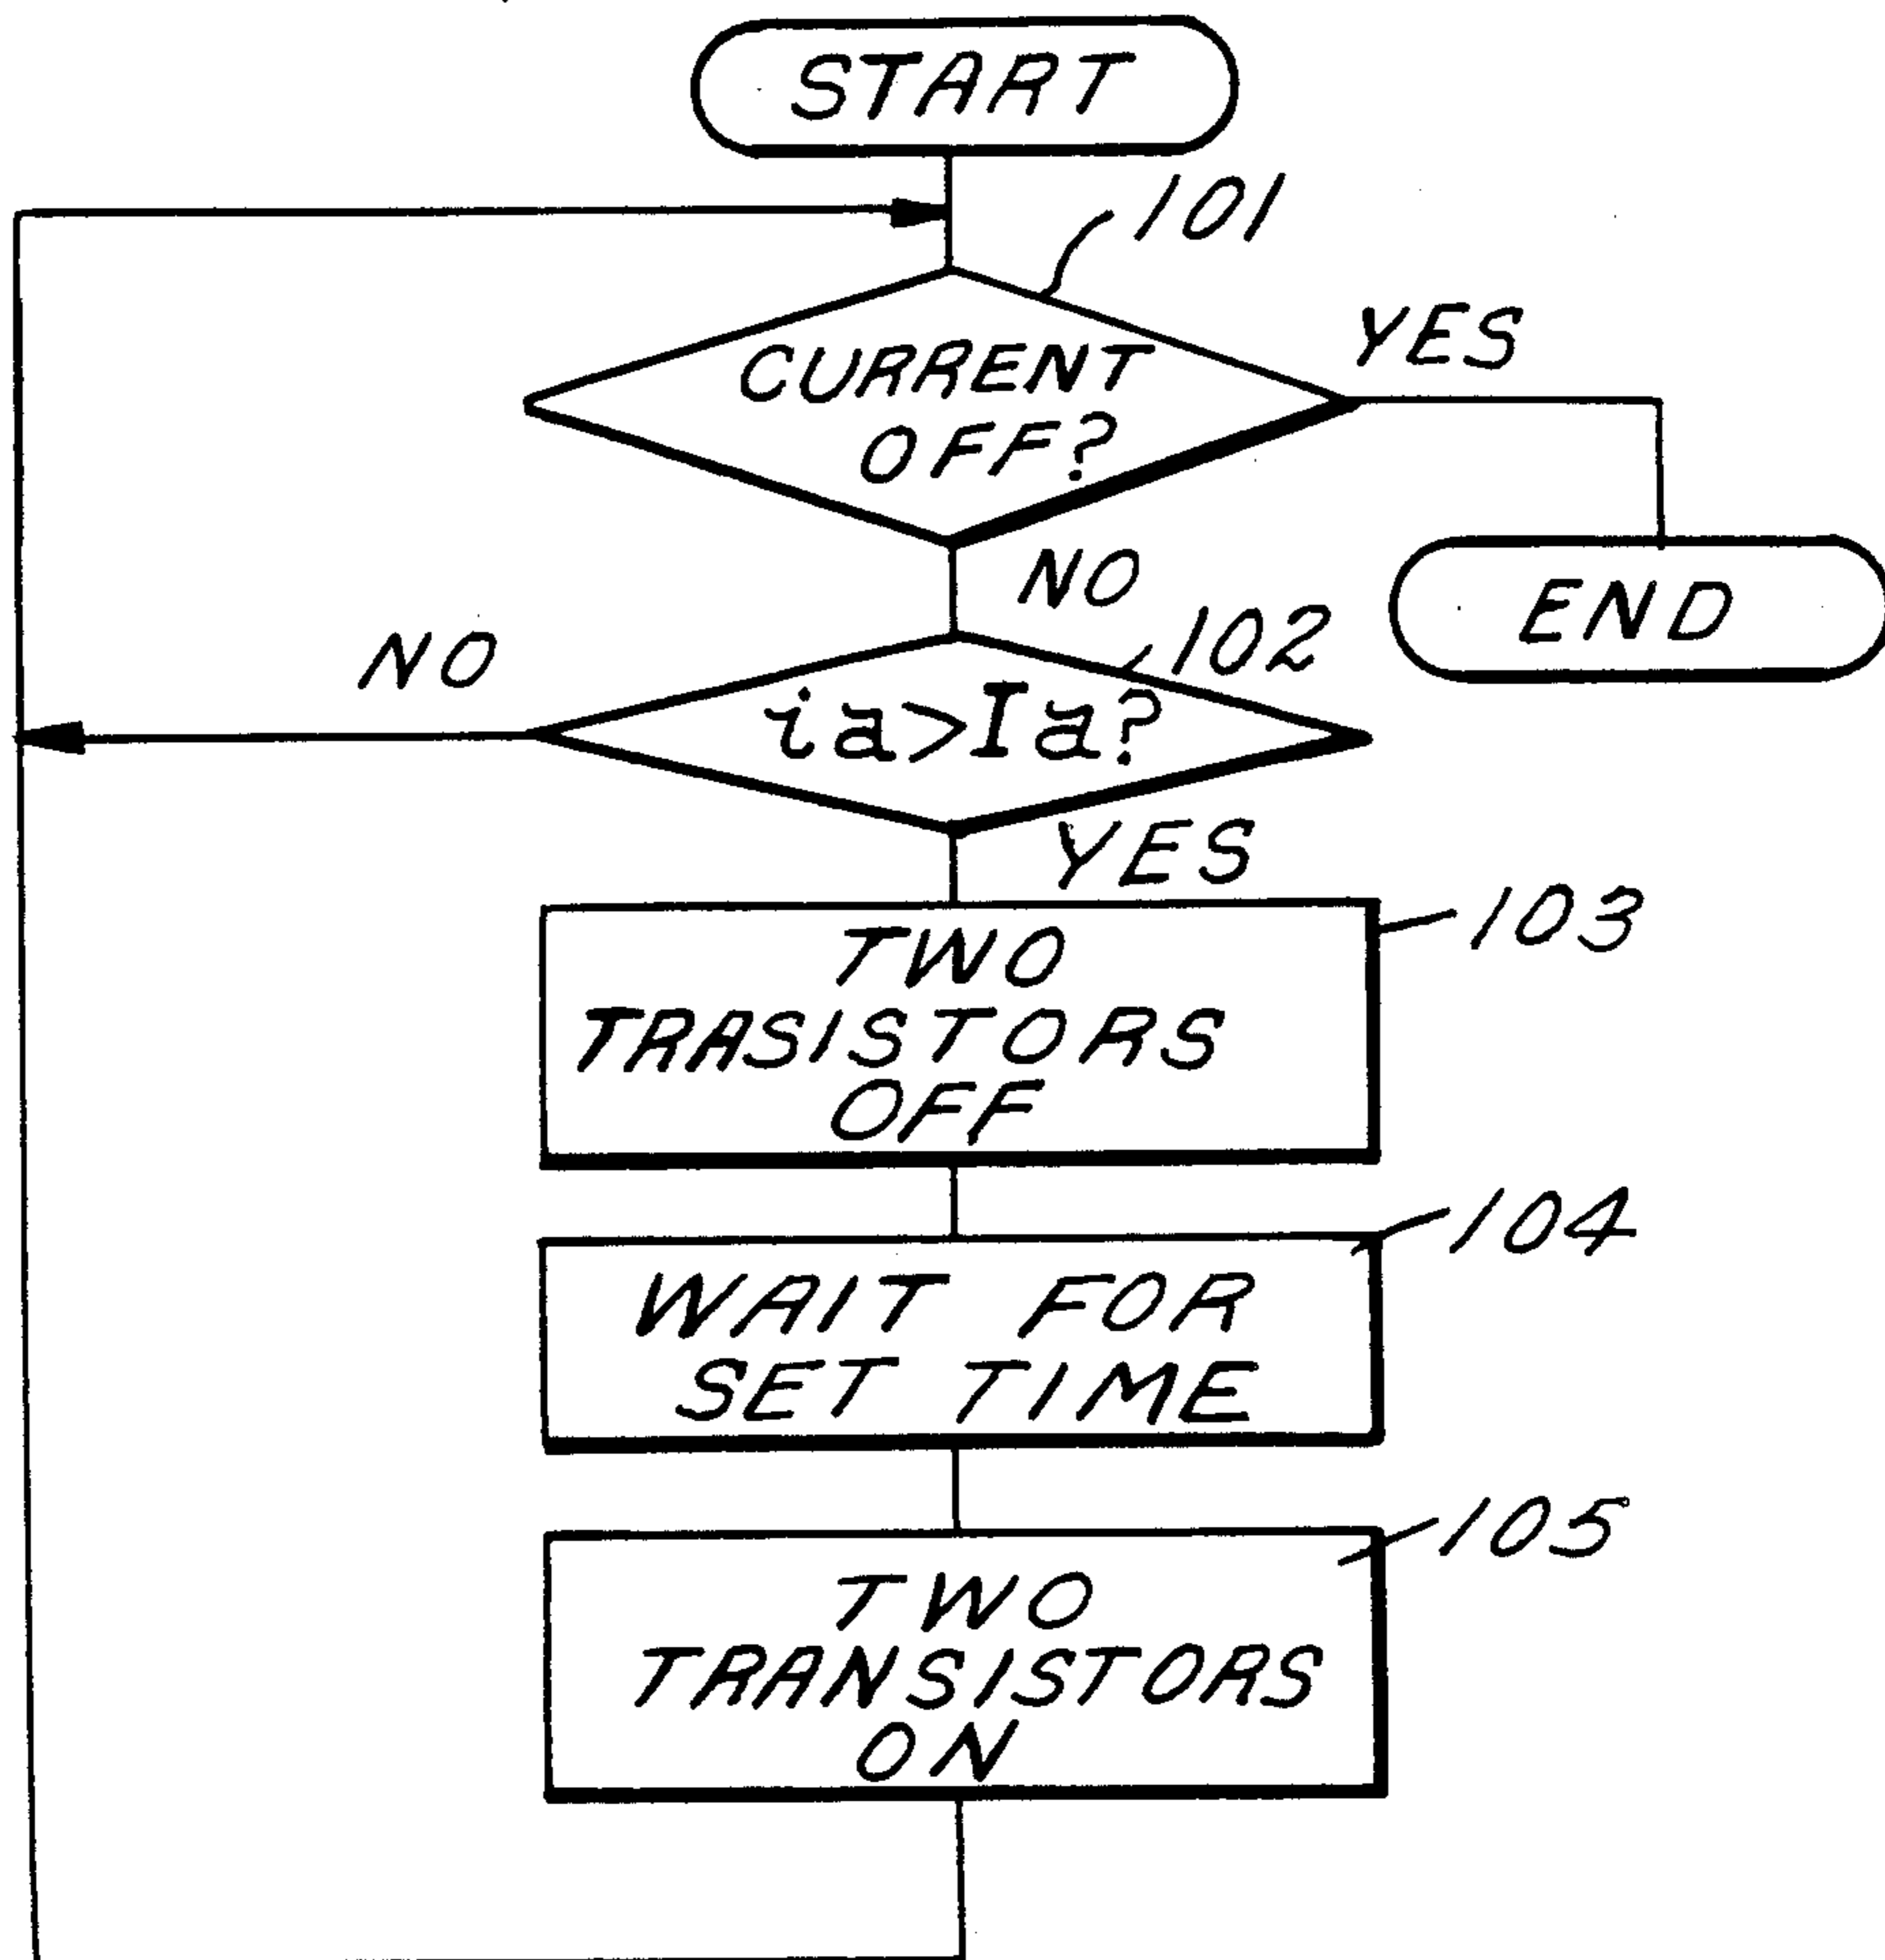 START
101
CURRENT
OFF?
YES
NO
END
102
NO
ia>Ia?
YES
103
TWO
TRASISTORS
OFF
104
WAIT FOR
SET TIME
105
TWO
TRANSISTORS
ON